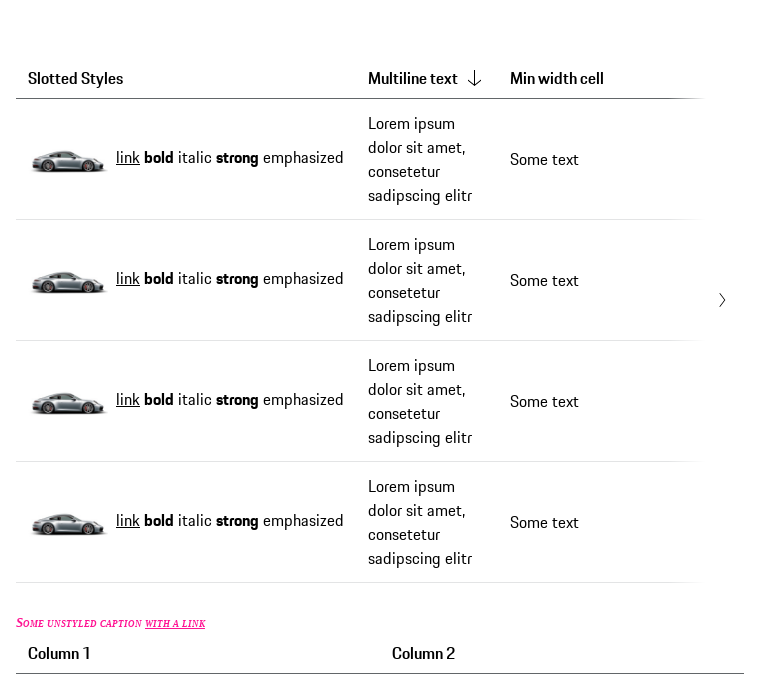 Slotted Styles Multiline text Min width cell
link bold italic strong emphasized
Lorem ipsum
dolor sit amet,
consetetur
sadipscing elitr
Some text
link bold italic strong emphasized
Lorem ipsum
dolor sit amet,
consetetur
sadipscing elitr
Some text
link bold italic strong emphasized
Lorem ipsum
dolor sit amet,
consetetur
sadipscing elitr
Some text
link bold italic strong emphasized
Lorem ipsum
dolor sit amet,
consetetur
sadipscing elitr
Some text
Some unstyled caption with a link
Column 1 Column 2